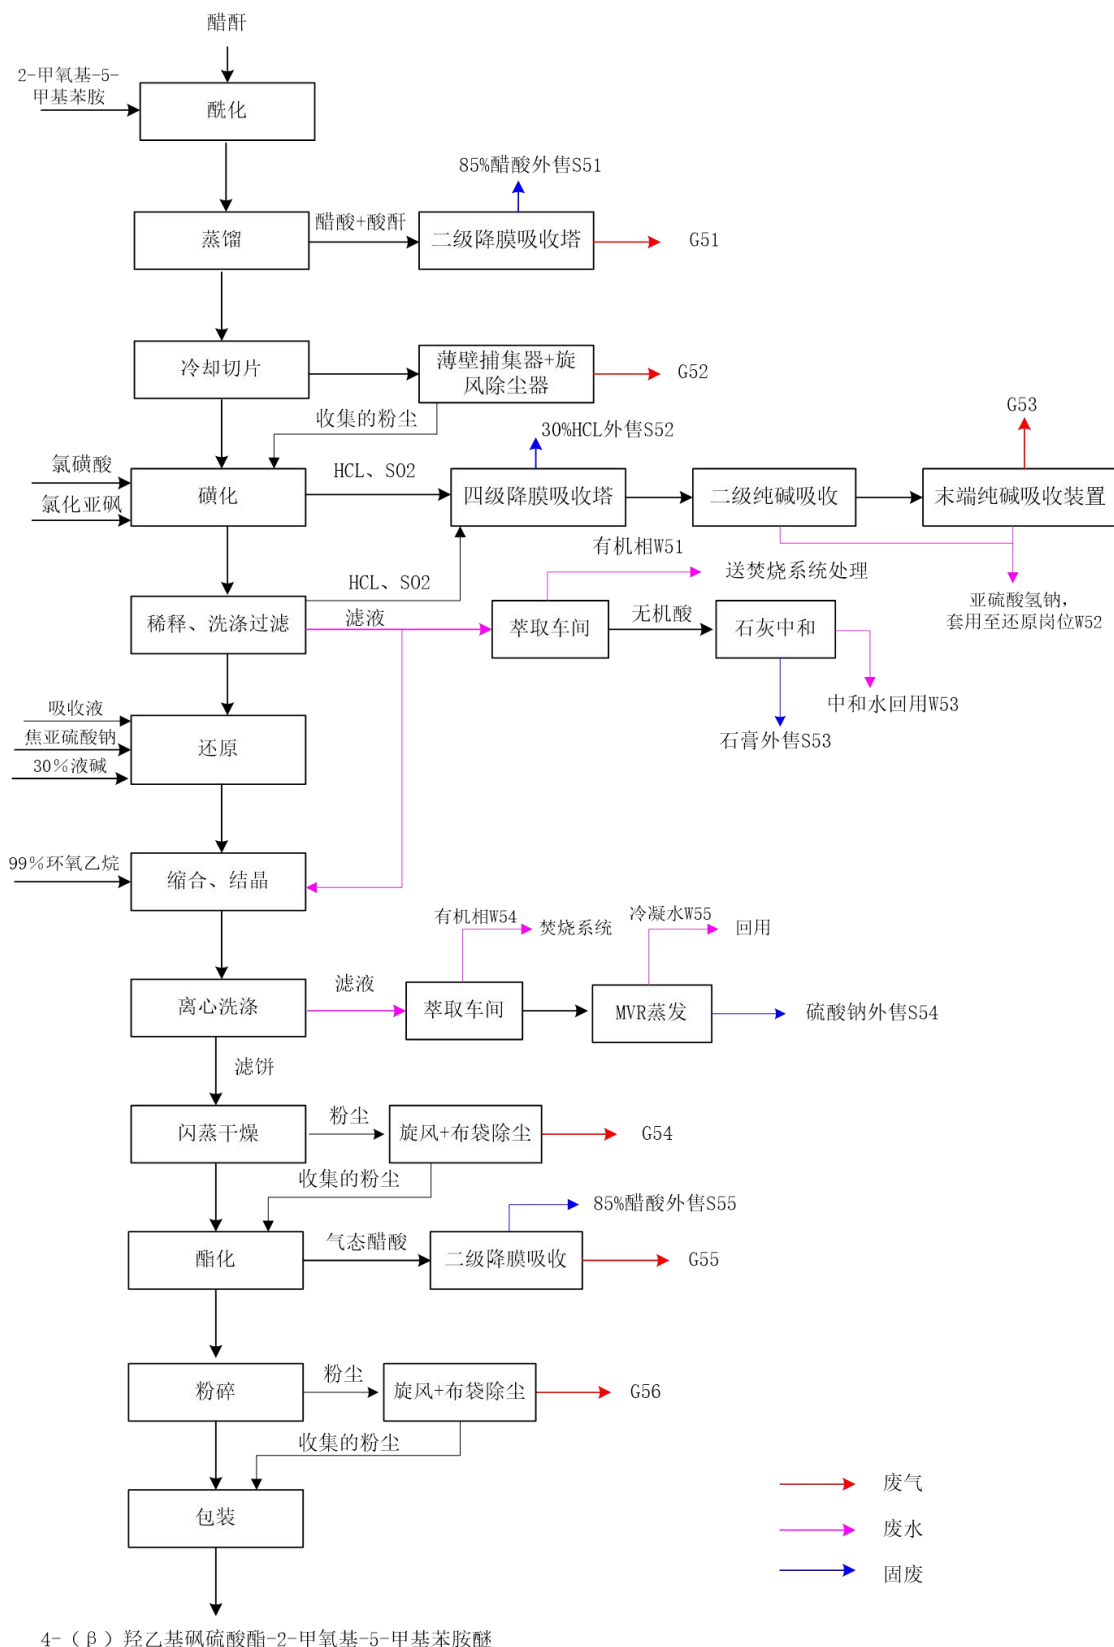 醋酐
2-甲氧基-5-
甲基苯胺
酰化
85%醋酸外售S51
蒸馏
醋酸+酸酐
二级降膜吸收塔
G51
冷却切片
薄壁捕集器+旋
风除尘器
G52
收集的粉尘
30%HCL外售S52
G53
氯磺酸
氯化亚砜
磺化
HCL、SO2
四级降膜吸收塔
二级纯碱吸收
末端纯碱吸收装置
有机相W51
送焚烧系统处理
HCL、SO2
亚硫酸氢钠,
套用至还原岗位W52
稀释、洗涤过滤
滤液
萃取车间
无机酸
石灰中和
中和水回用W53
石膏外售S53
吸收液
焦亚硫酸钠
30%液碱
还原
99%环氧乙烷
缩合、结晶
有机相W54
焚烧系统
冷凝水W55
回用
离心洗涤
滤液
萃取车间
MVR蒸发
硫酸钠外售S54
滤饼
闪蒸干燥
粉尘
旋风+布袋除尘
G54
收集的粉尘
85%醋酸外售S55
酯化
气态醋酸
二级降膜吸收
G55
粉碎
粉尘
旋风+布袋除尘
G56
收集的粉尘
包装
废气
废水
固废
4-（β）羟乙基砜硫酸酯-2-甲氧基-5-甲基苯胺醚